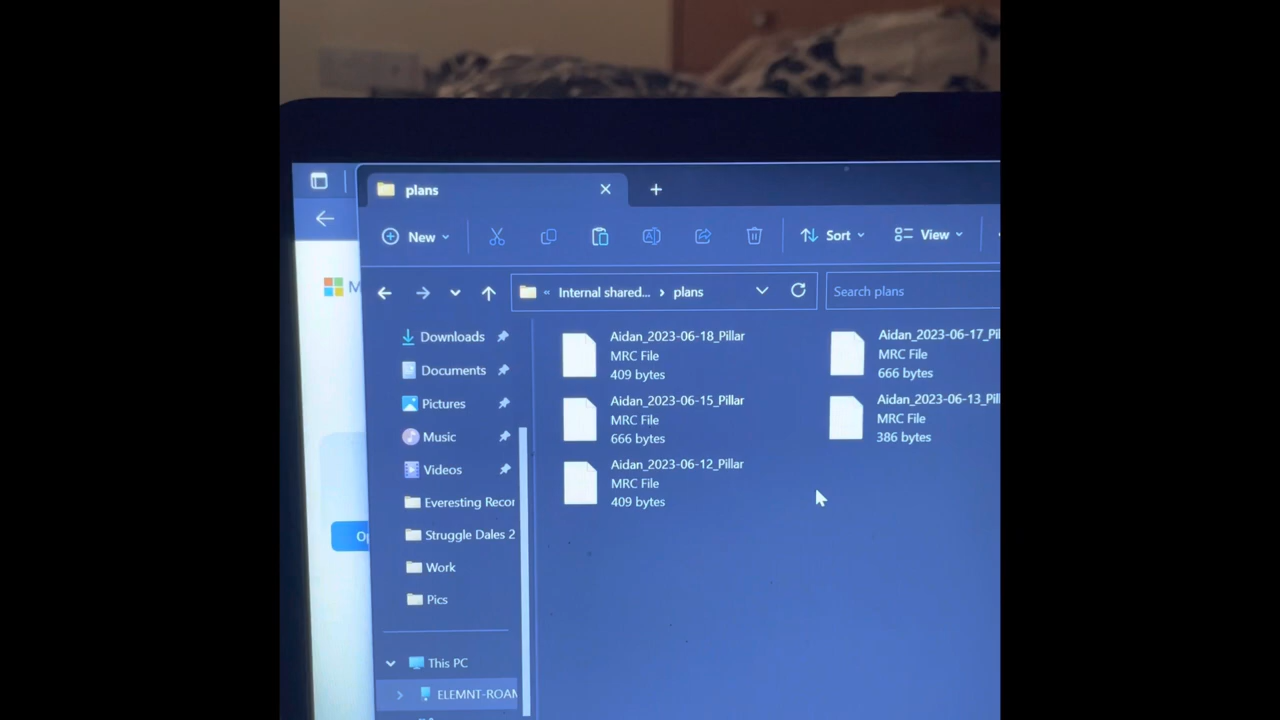 plans
New
Sort
View
Internal shared... plans
Search plans
Downloads
Documents
Pictures
Music
Videos
Everesting Recor
Struggle Dales 2
Work
Pics
This PC
ELEMNT-ROAM
Aidan_2023-06-18_Pillar
MRC File
409 bytes
Aidan_2023-06-17_Pil
MRC File
666 bytes
Aidan_2023-06-15_Pillar
MRC File
666 bytes
Aidan_2023-06-13_Pil
MRC File
386 bytes
Aidan_2023-06-12_Pillar
MRC File
409 bytes
M
Op